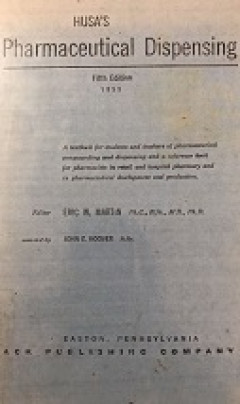 HUSA'S
Pharmaceutical Dispensing
Fifth Edition
A textbook for students and teachers of pharmaceutical
compounding and dispensing and a reference book
for pharmacists in retail and hospital pharmacy and
in pharmaceutical development and production.
Editor ERIC W. MARTIN
assisted by JOHN E. HOOVER
EASTON, PENNSYLVANIA
ACK PUBLISHING COMPANY